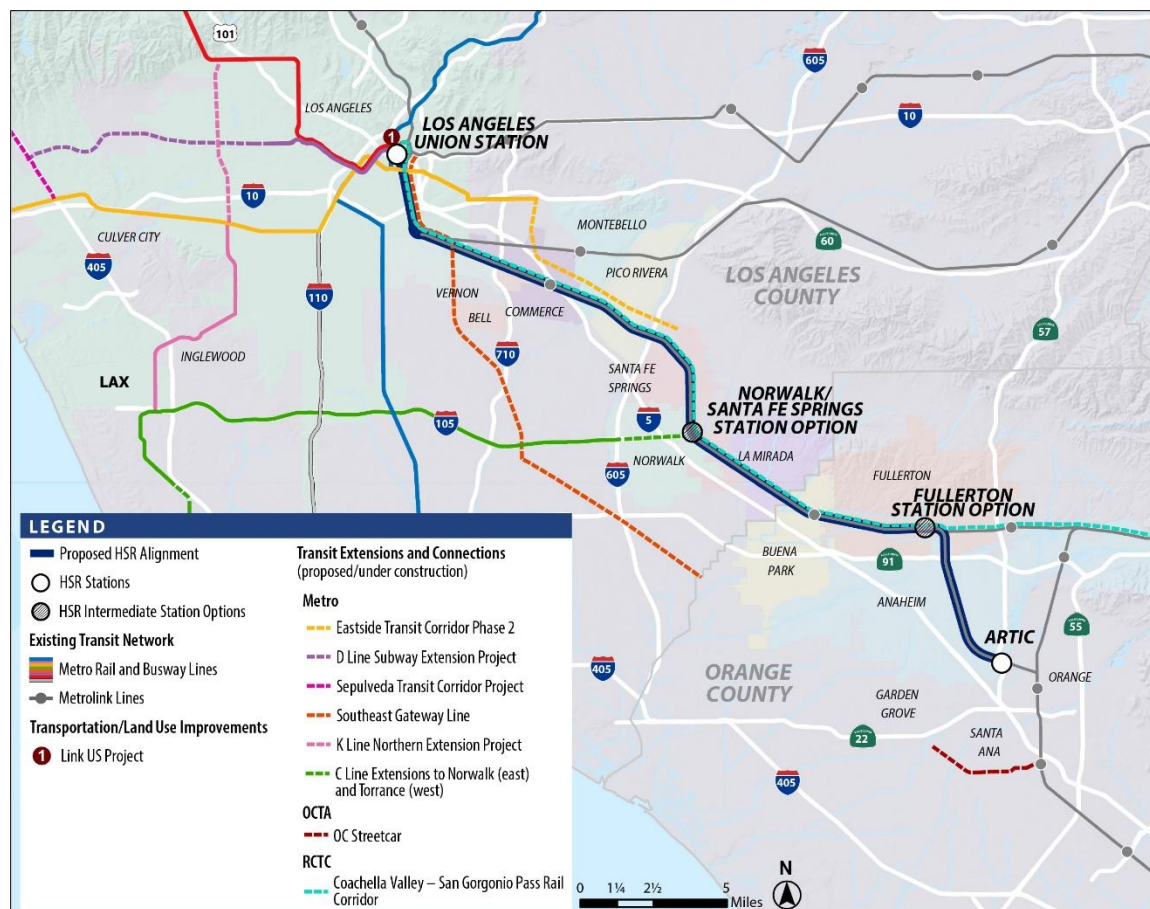 101
LOS ANGELES
605
10
1
LOS ANGELES
UNION STATION
10
MONTEBELLO
CULVER CITY
60
405
PICO RIVERA
LOS ANGELES
COUNTY
110
VERNON
COMMERCE
BELL
57
INGLEWOOD
710
SANTA FE
SPRINGS
LAX
NORWALK/
SANTA FE SPRINGS
STATION OPTION
105
5
NORWALK
LA MIRADA
605
FULLERTON
FULLERTON
STATION OPTION
BUENA
PARK
91
ANAHEIM
55
ARTIC
405
ORANGE
COUNTY
ORANGE
GARDEN
GROVE
22
SANTA
ANA
405
LEGEND
Proposed HSR Alignment
HSR Stations
HSR Intermediate Station Options
Existing Transit Network
Metro Rail and Busway Lines
Metrolink Lines
Transportation/Land Use Improvements
1 Link US Project
Transit Extensions and Connections
(proposed/under construction)
Metro
Eastside Transit Corridor Phase 2
D Line Subway Extension Project
Sepulveda Transit Corridor Project
Southeast Gateway Line
K Line Northern Extension Project
C Line Extensions to Norwalk (east)
and Torrance (west)
OCTA
OC Streetcar
RCTC
Coachella Valley – San Gorgonio Pass Rail
Corridor
N
0 1¼ 2½ 5
Miles